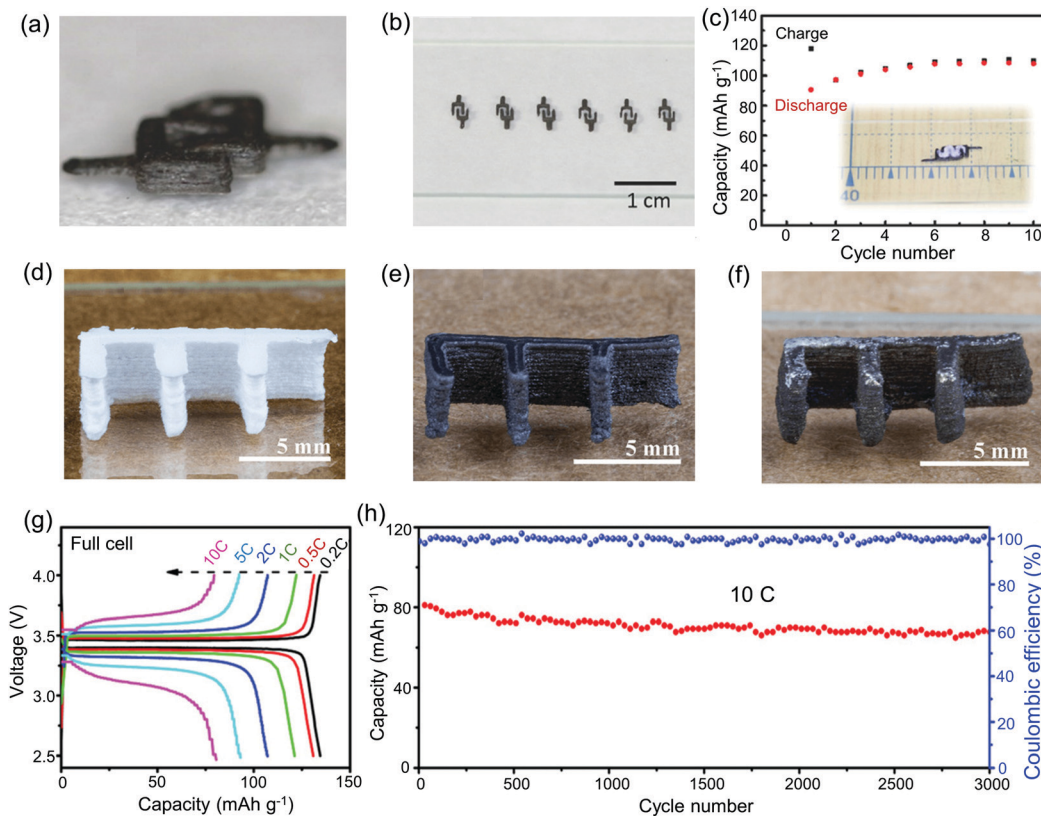 (a)
(b)
1 cm
(c)
Capacity (mAh g⁻¹)
140
120
100
80
60
40
20
0
Charge
Discharge
40
0 2 4 6 8 10
Cycle number
(d)
5 mm
(e)
5 mm
(f)
5 mm
(g)
Full cell
10C 5C 2C 1C 0.5C 0.2C
Voltage (V)
4.0
3.5
3.0
2.5
0 50 100 150
Capacity (mAh g⁻¹)
(h)
Capacity (mAh g⁻¹)
120
80
40
0
10 C
100
80
60
40
20
0
Coulombic efficiency (%)
0 500 1000 1500 2000 2500 3000
Cycle number